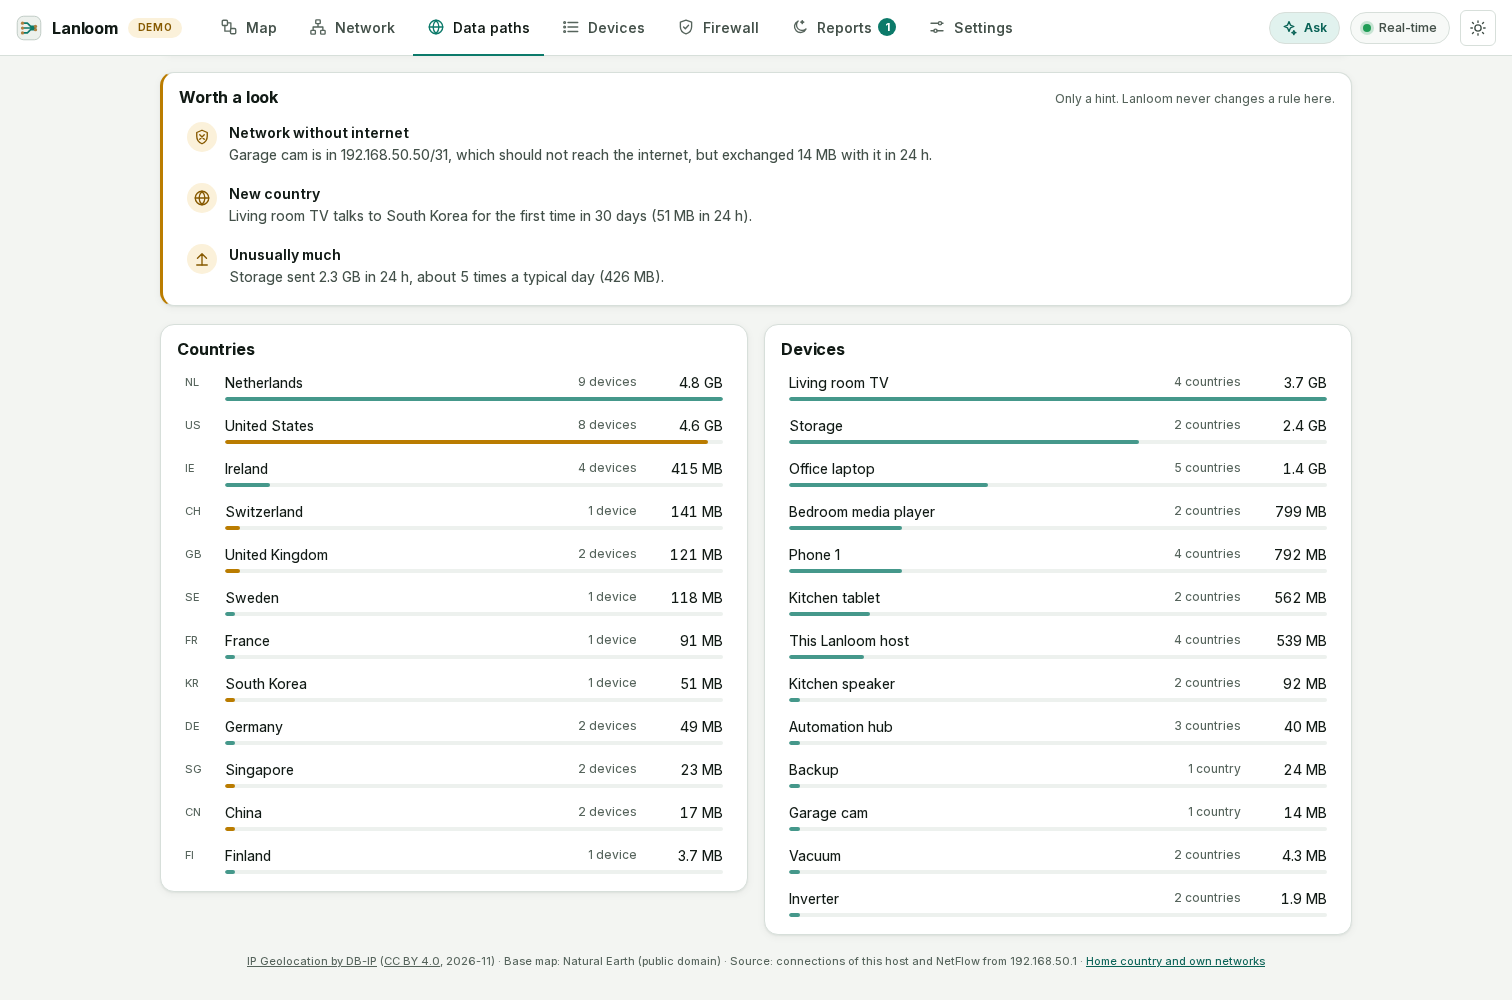 Lanloom DEMO Map Network Data paths Devices Firewall Reports 1 Settings Ask Real-time
Worth a look Only a hint. Lanloom never changes a rule here.
Network without internet
Garage cam is in 192.168.50.50/31, which should not reach the internet, but exchanged 14 MB with it in 24 h.
New country
Living room TV talks to South Korea for the first time in 30 days (51 MB in 24 h).
Unusually much
Storage sent 2.3 GB in 24 h, about 5 times a typical day (426 MB).
Countries
NL Netherlands 9 devices 4.8 GB
US United States 8 devices 4.6 GB
IE Ireland 4 devices 415 MB
CH Switzerland 1 device 141 MB
GB United Kingdom 2 devices 121 MB
SE Sweden 1 device 118 MB
FR France 1 device 91 MB
KR South Korea 1 device 51 MB
DE Germany 2 devices 49 MB
SG Singapore 2 devices 23 MB
CN China 2 devices 17 MB
FI Finland 1 device 3.7 MB
Devices
Living room TV 4 countries 3.7 GB
Storage 2 countries 2.4 GB
Office laptop 5 countries 1.4 GB
Bedroom media player 2 countries 799 MB
Phone 1 4 countries 792 MB
Kitchen tablet 2 countries 562 MB
This Lanloom host 4 countries 539 MB
Kitchen speaker 2 countries 92 MB
Automation hub 3 countries 40 MB
Backup 1 country 24 MB
Garage cam 1 country 14 MB
Vacuum 2 countries 4.3 MB
Inverter 2 countries 1.9 MB
IP Geolocation by DB-IP (CC BY 4.0, 2026-11) · Base map: Natural Earth (public domain) · Source: connections of this host and NetFlow from 192.168.50.1 · Home country and own networks